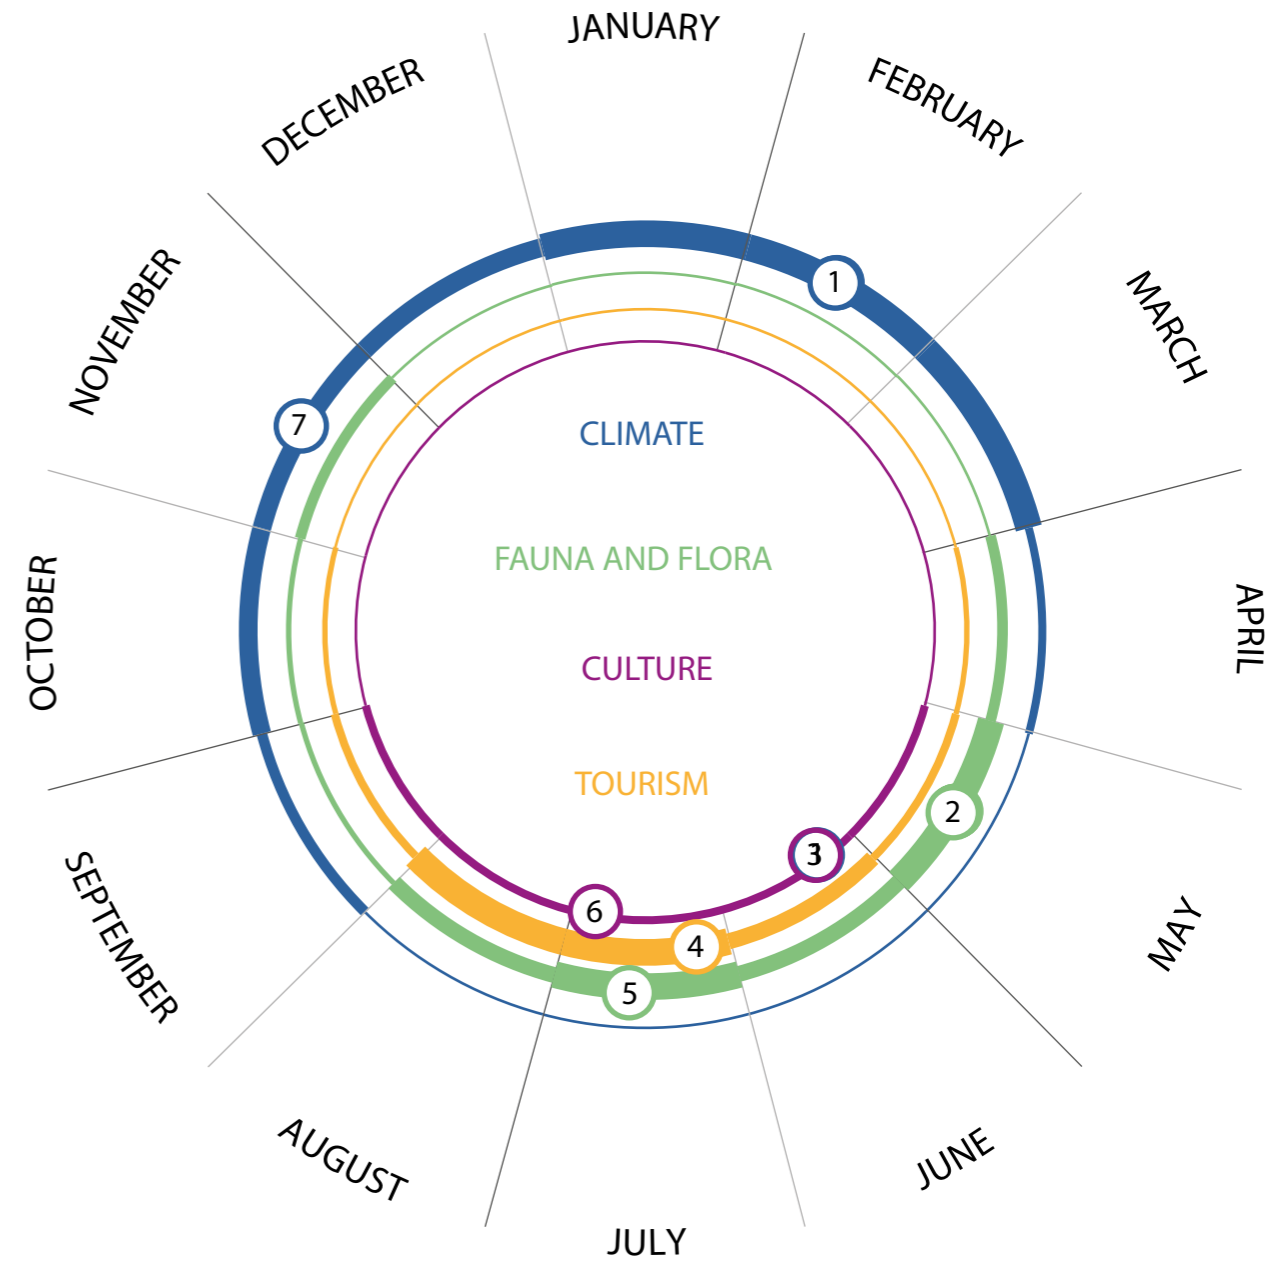 JANUARY
FEBRUARY
MARCH
APRIL
MAY
JUNE
JULY
AUGUST
SEPTEMBER
OCTOBER
NOVEMBER
DECEMBER
CLIMATE
FAUNA AND FLORA
CULTURE
TOURISM
1
2
3
4
5
6
7